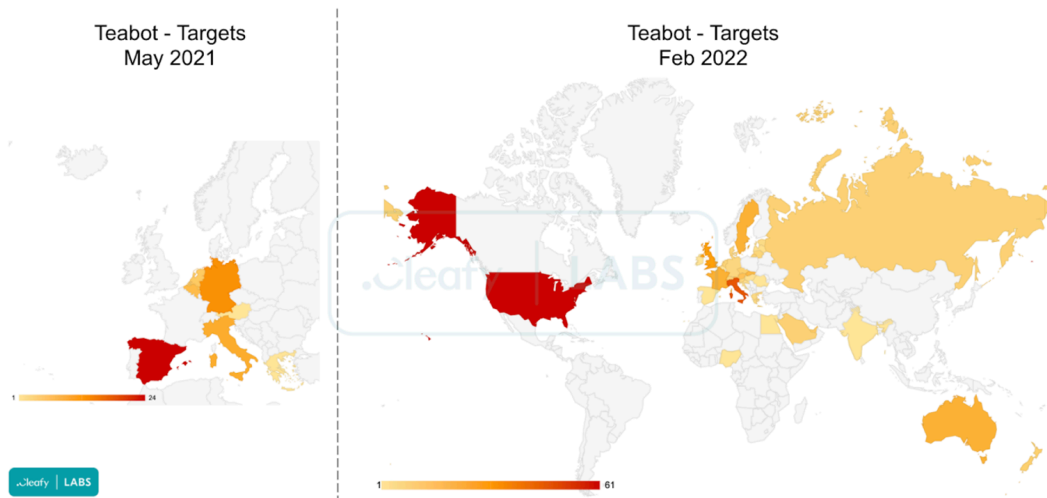 Teabot - Targets
May 2021
1
24
Teabot - Targets
Feb 2022
.Cleafy | LABS
1
61
.Cleafy | LABS